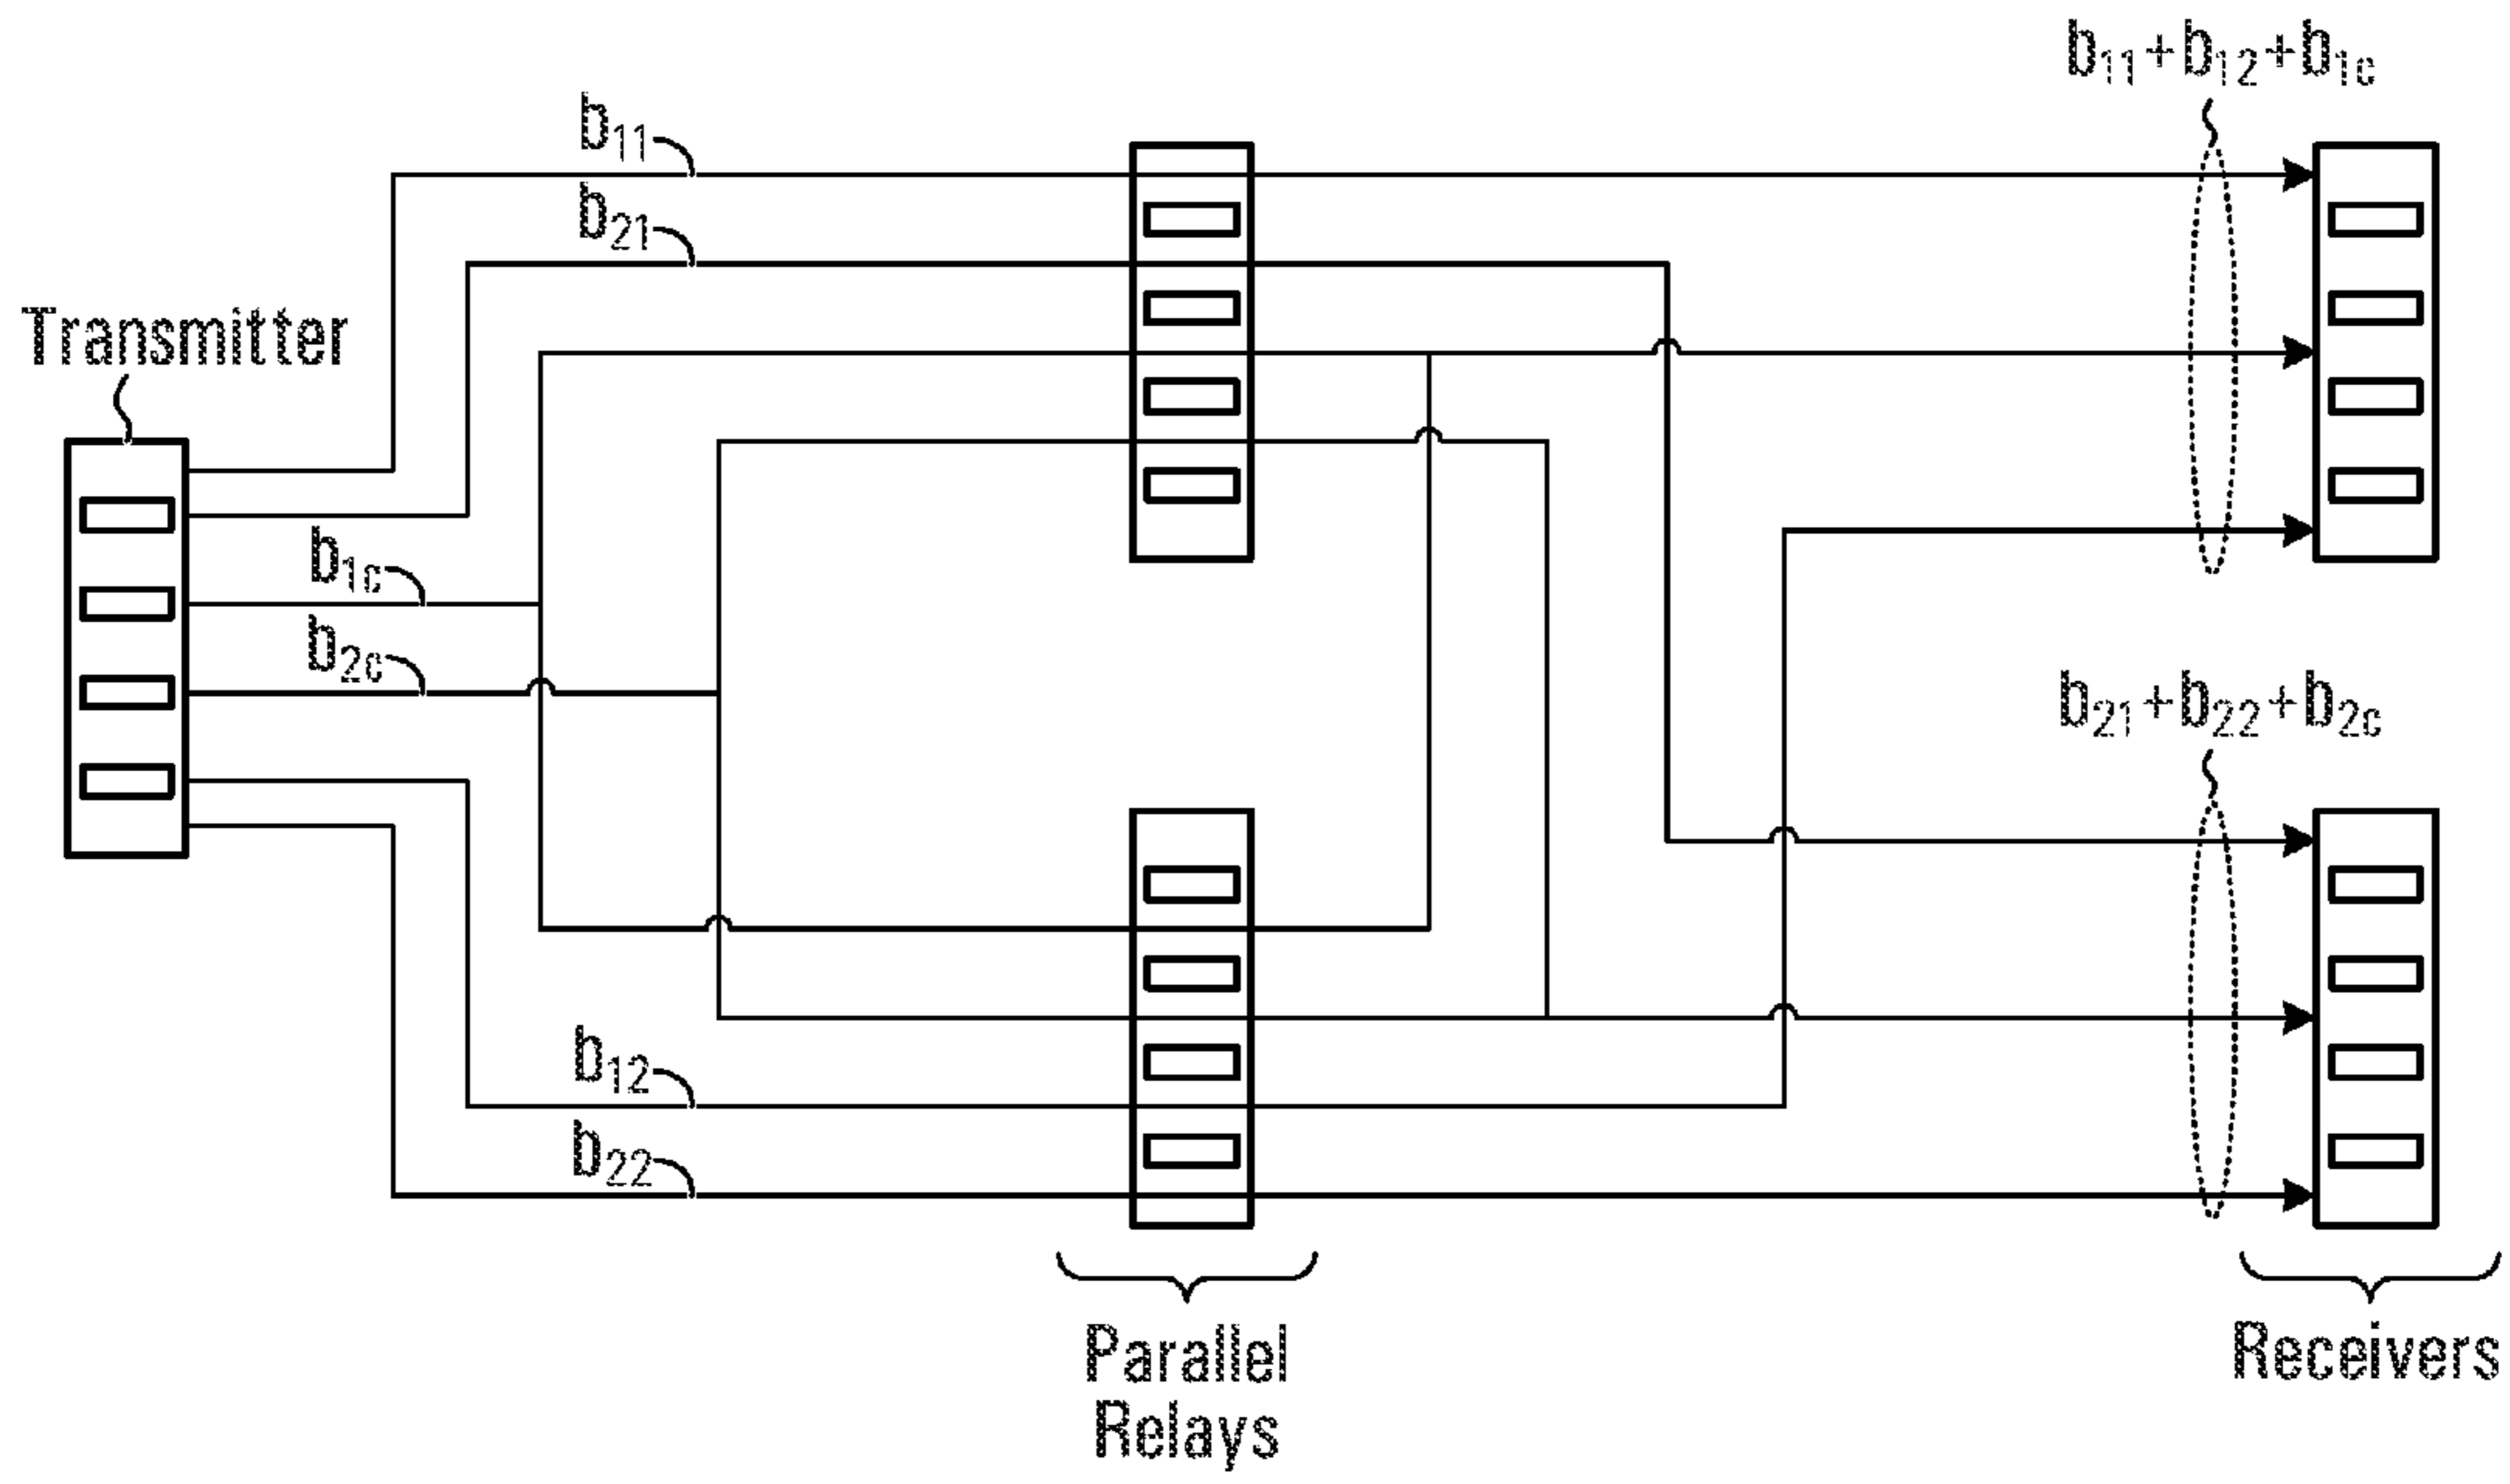 b11+b12+b1c
b11
b21
Transmitter
b1c
b2c
b21+b22+b2c
b12
b22
Parallel
Relays
Receivers